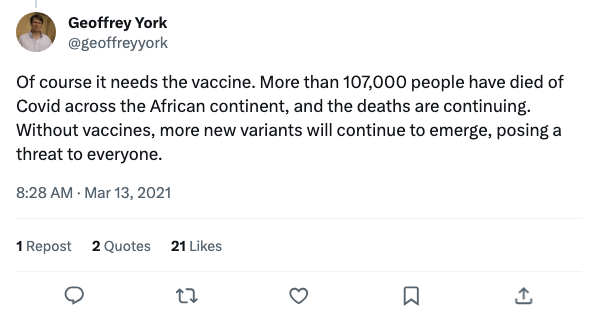 Geoffrey York
@geoffreyyork
Of course it needs the vaccine. More than 107,000 people have died of
Covid across the African continent, and the deaths are continuing.
Without vaccines, more new variants will continue to emerge, posing a
threat to everyone.
8:28 AM · Mar 13, 2021
1 Repost 2 Quotes 21 Likes